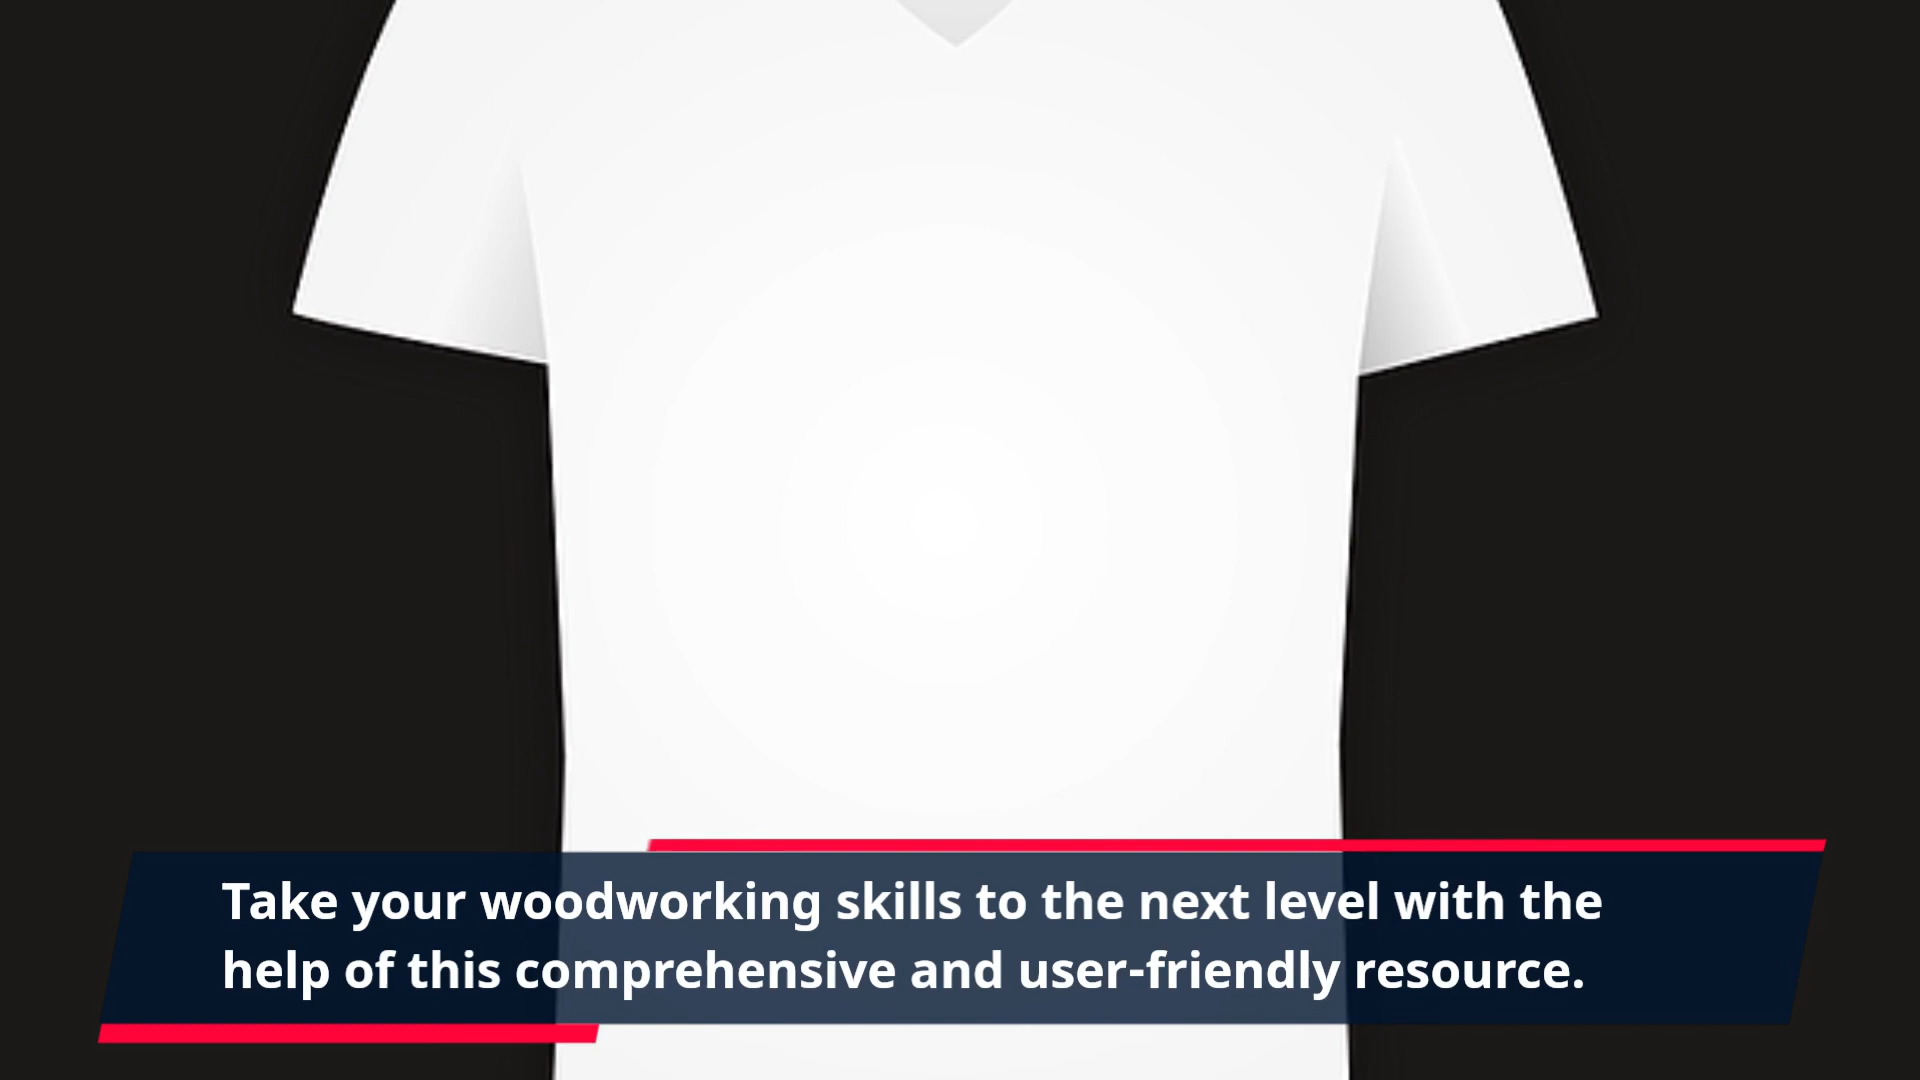 Take your woodworking skills to the next level with the
help of this comprehensive and user-friendly resource.